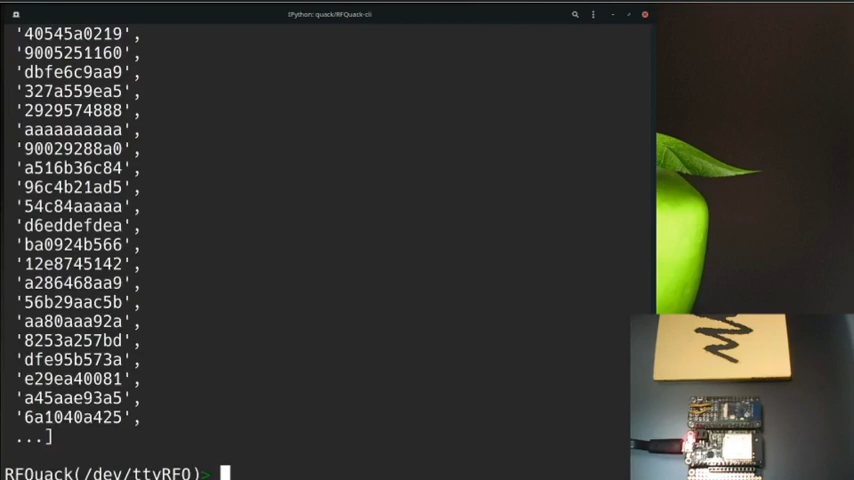 IPython: quack/RFQuack-cli
'40545a0219',
'9005251160',
'dbfe6c9aa9',
'327a559ea5',
'2929574888',
'aaaaaaaaaa',
'90029288a0',
'a516b36c84',
'96c4b21ad5',
'54c84aaaaa',
'd6eddefdea',
'ba0924b566',
'12e8745142',
'a286468aa9',
'56b29aac5b',
'aa80aaa92a',
'8253a257bd',
'dfe95b573a',
'e29ea40081',
'a45aae93a5',
'6a1040a425',
...]
RFQuack(/dev/ttyRFQ)>